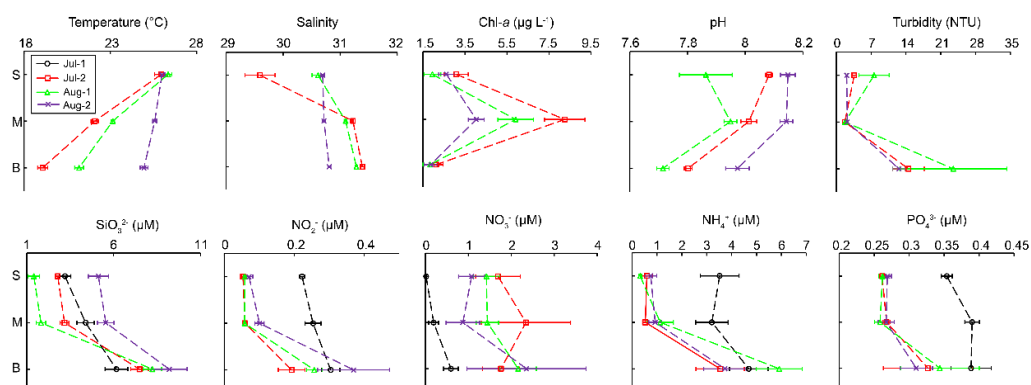 Temperature (°C) Salinity Chl-a (µg L⁻¹) pH Turbidity (NTU)
18 23 28 29 30 31 32 1.5 3.5 5.5 7.5 9.5 7.6 7.8 8 8.2 0 7 14 21 28 35
S
M
B
Jul-1
Jul-2
Aug-1
Aug-2
SiO₃²⁻ (µM) NO₂⁻ (µM) NO₃⁻ (µM) NH₄⁺ (µM) PO₄³⁻ (µM)
1 6 11 0 0.2 0.4 0 1 2 3 4 0 1 2 3 4 5 6 7 8 0.2 0.25 0.3 0.35 0.4 0.45
S
M
B